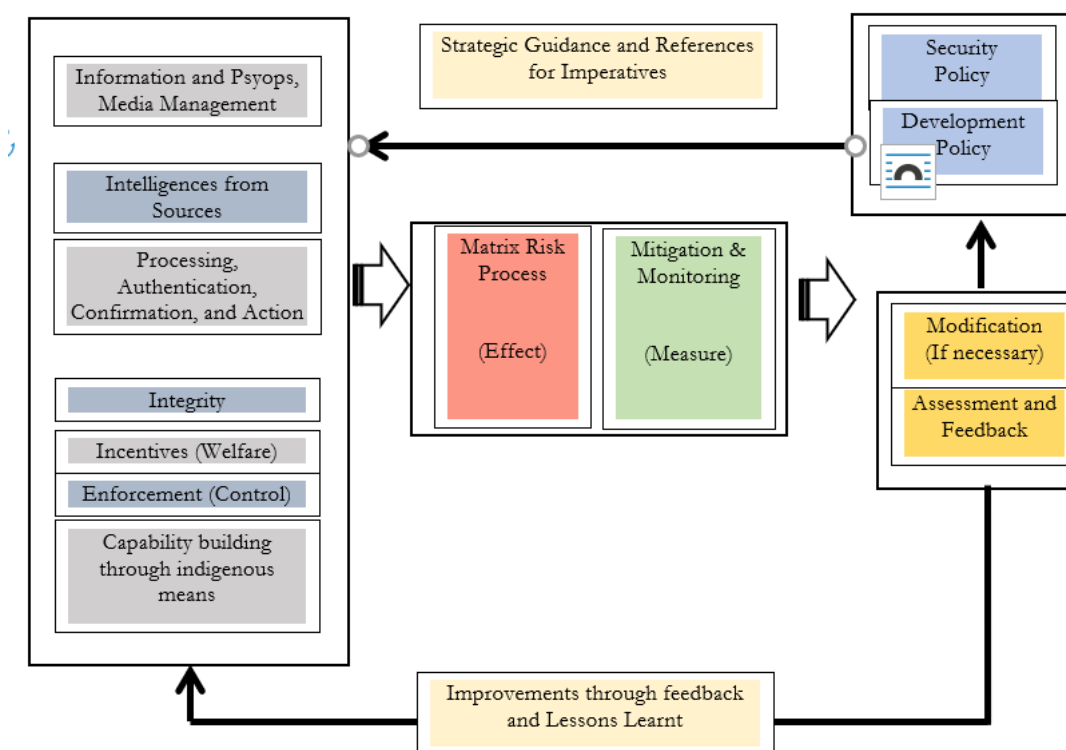 Information and Psyops,
Media Management
Intelligences from
Sources
Processing,
Authentication,
Confirmation, and Action
Integrity
Incentives (Welfare)
Enforcement (Control)
Capability building
through indigenous
means
Strategic Guidance and References
for Imperatives
Matrix Risk
Process
(Effect)
Mitigation &
Monitoring
(Measure)
Security
Policy
Development
Policy
Modification
(If necessary)
Assessment and
Feedback
Improvements through feedback
and Lessons Learnt